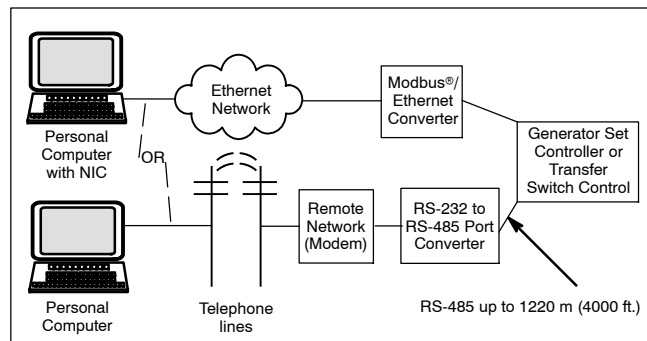 Personal
Computer
with NIC
Ethernet
Network
Modbus®/
Ethernet
Converter
Generator Set
Controller or
Transfer
Switch Control
OR
Personal
Computer
Telephone
lines
Remote
Network
(Modem)
RS-232 to
RS-485 Port
Converter
RS-485 up to 1220 m (4000 ft.)